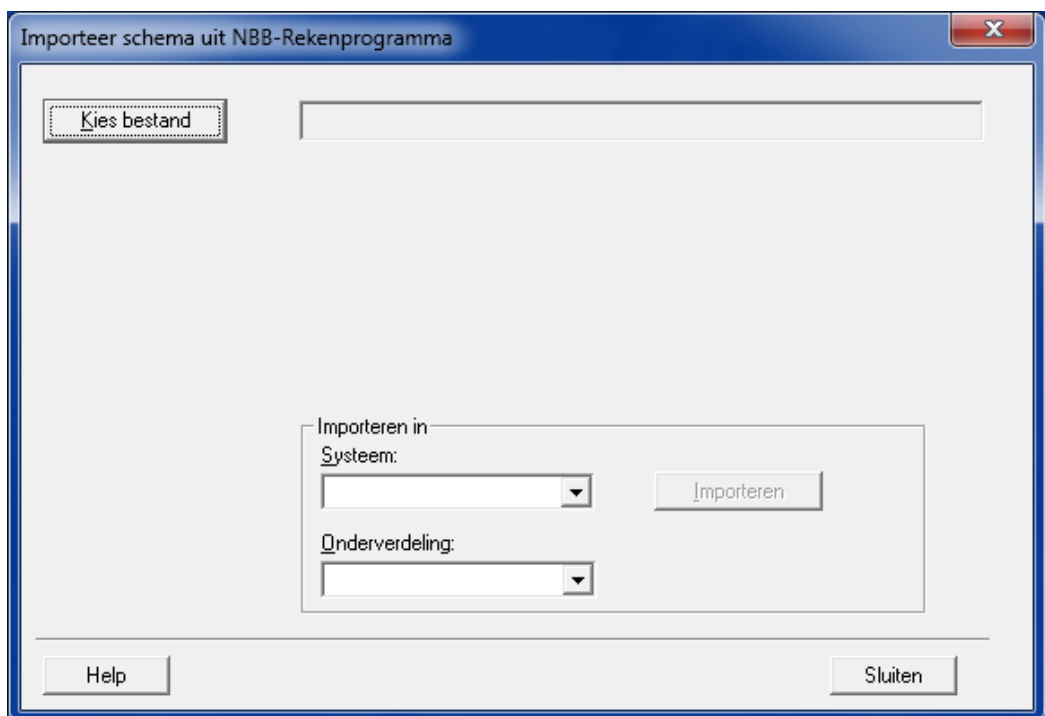 Importeer schema uit NBB-Rekenprogramma
Kies bestand
Importeren in
Systeem:
Importeren
Onderverdeling:
Help
Sluiten